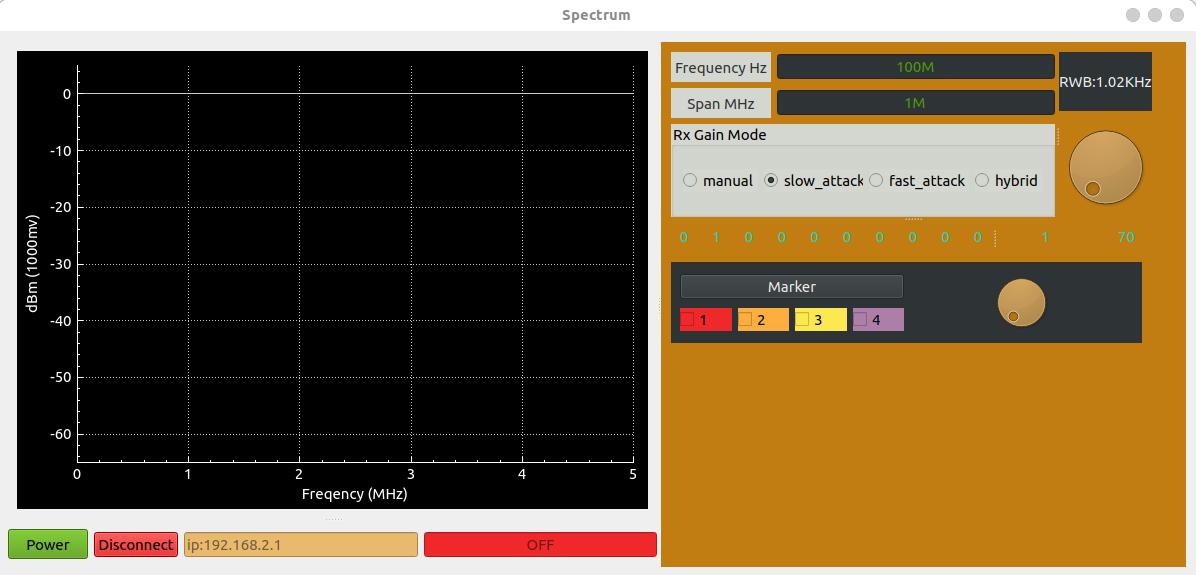 Spectrum
0
-10
-20
-30
-40
-50
-60
dBm (1000mv)
0 1 2 3 4 5
Freqency (MHz)
Power Disconnect ip:192.168.2.1 OFF
Frequency Hz 100M RWB:1.02KHz
Span MHz 1M
Rx Gain Mode
manual slow_attack fast_attack hybrid
0 1 0 0 0 0 0 0 0 0 1 70
Marker
1 2 3 4